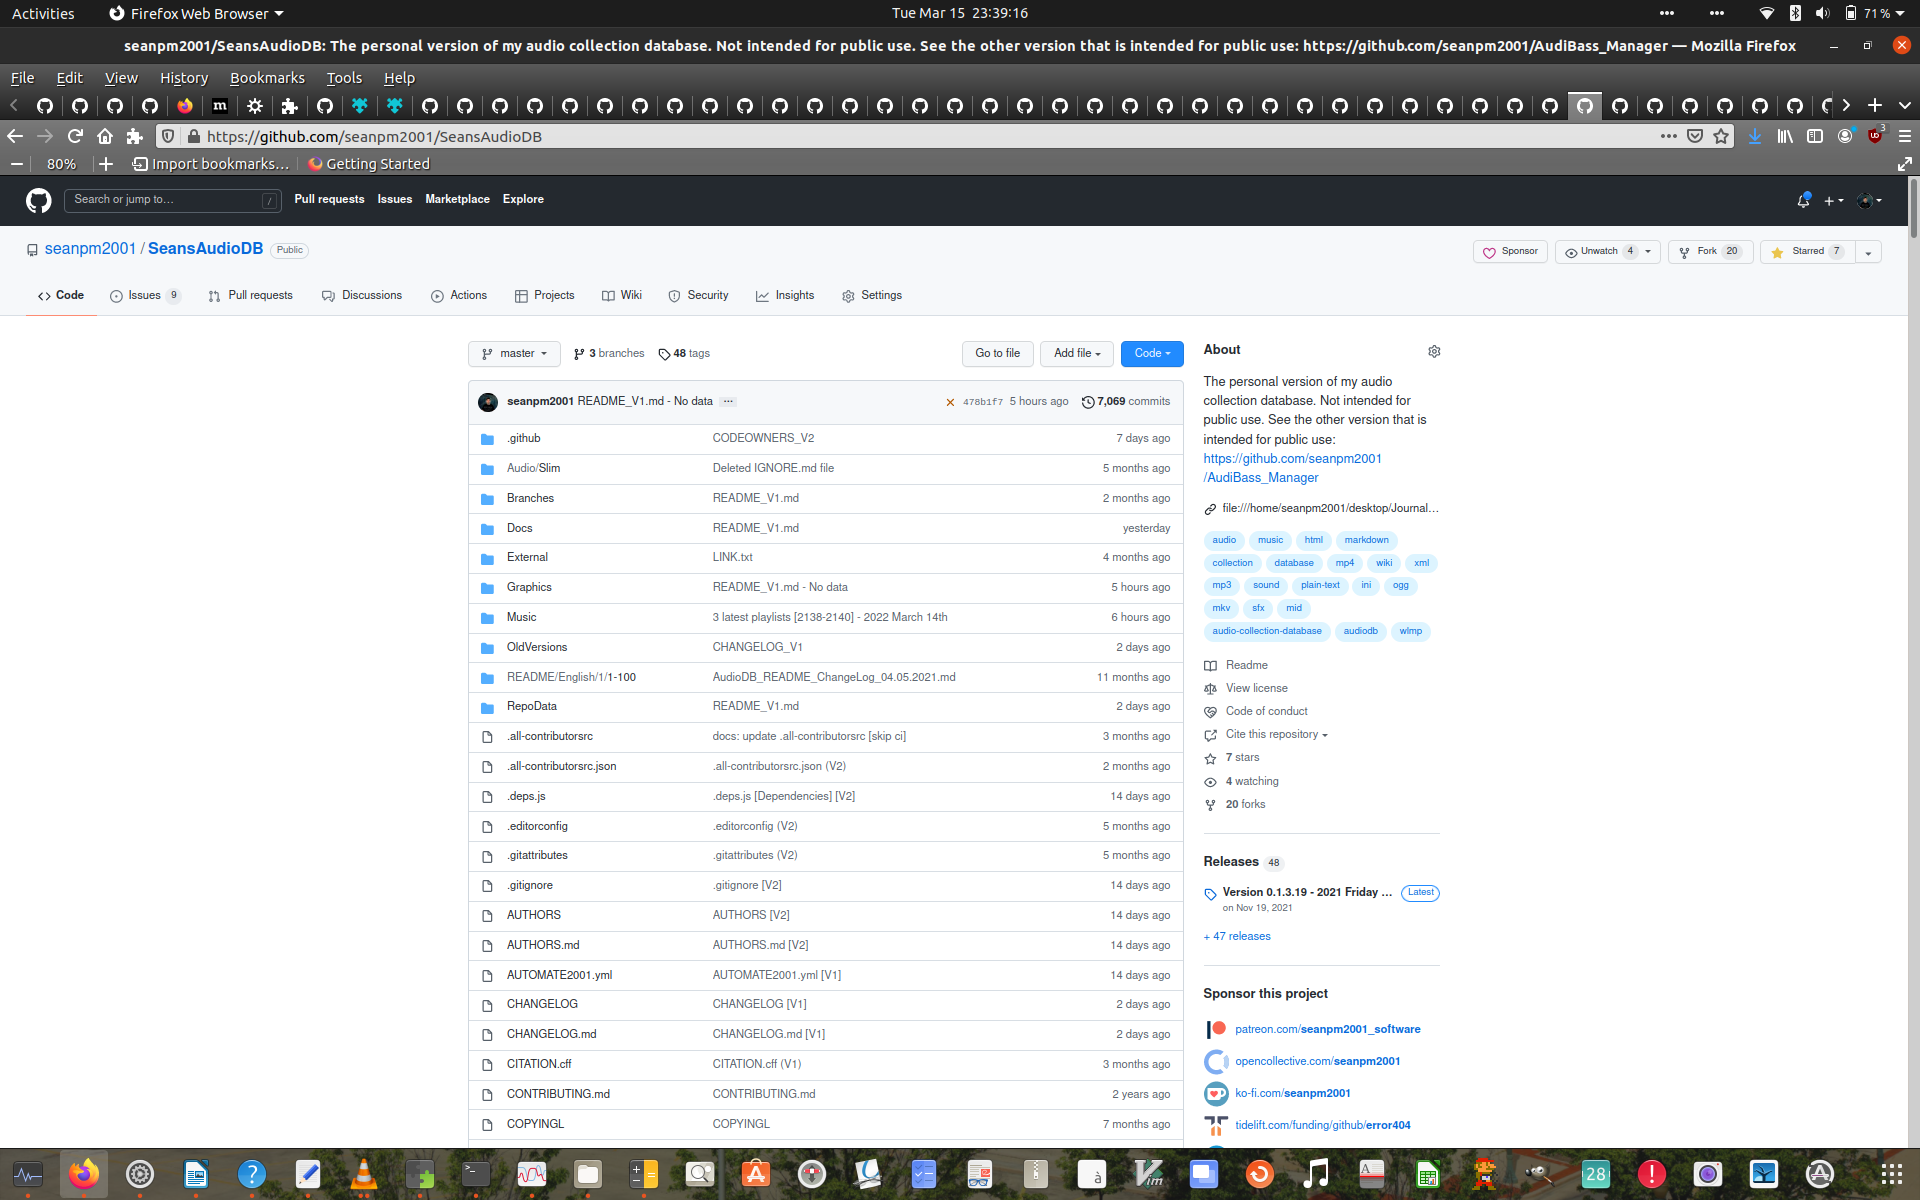 Activities
Firefox Web Browser
Tue Mar 15 23:39:16
71 %
seanpm2001/SeansAudioDB: The personal version of my audio collection database. Not intended for public use. See the other version that is intended for public use: https://github.com/seanpm2001/AudiBass_Manager — Mozilla Firefox
File Edit View History Bookmarks Tools Help
https://github.com/seanpm2001/SeansAudioDB
3
80%
Import bookmarks…
Getting Started
Search or jump to…
/
Pull requests Issues Marketplace Explore
seanpm2001 / SeansAudioDB Public
Sponsor
Unwatch 4
Fork 20
Starred 7
Code
Issues 9
Pull requests
Discussions
Actions
Projects
Wiki
Security
Insights
Settings
master
3 branches
48 tags
Go to file
Add file
Code
seanpm2001 README_V1.md - No data ...
478b1f7 5 hours ago 7,069 commits
.github CODEOWNERS_V2 7 days ago
Audio/Slim Deleted IGNORE.md file 5 months ago
Branches README_V1.md 2 months ago
Docs README_V1.md yesterday
External LINK.txt 4 months ago
Graphics README_V1.md - No data 5 hours ago
Music 3 latest playlists [2138-2140] - 2022 March 14th 6 hours ago
OldVersions CHANGELOG_V1 2 days ago
README/English/1/1-100 AudioDB_README_ChangeLog_04.05.2021.md 11 months ago
RepoData README_V1.md 2 days ago
.all-contributorsrc docs: update .all-contributorsrc [skip ci] 3 months ago
.all-contributorsrc.json .all-contributorsrc.json (V2) 2 months ago
.deps.js .deps.js [Dependencies] [V2] 14 days ago
.editorconfig .editorconfig (V2) 5 months ago
.gitattributes .gitattributes (V2) 5 months ago
.gitignore .gitignore [V2] 14 days ago
AUTHORS AUTHORS [V2] 14 days ago
AUTHORS.md AUTHORS.md [V2] 14 days ago
AUTOMATE2001.yml AUTOMATE2001.yml [V1] 14 days ago
CHANGELOG CHANGELOG [V1] 2 days ago
CHANGELOG.md CHANGELOG.md [V1] 2 days ago
CITATION.cff CITATION.cff (V1) 3 months ago
CONTRIBUTING.md CONTRIBUTING.md 2 years ago
COPYINGL COPYINGL 7 months ago
About
The personal version of my audio
collection database. Not intended for
public use. See the other version that is
intended for public use:
https://github.com/seanpm2001
/AudiBass_Manager
file:///home/seanpm2001/desktop/Journal...
audio music html markdown
collection database mp4 wiki xml
mp3 sound plain-text ini ogg
mkv sfx mid
audio-collection-database audiodb wlmp
Readme
View license
Code of conduct
Cite this repository
7 stars
4 watching
20 forks
Releases 48
Version 0.1.3.19 - 2021 Friday ... Latest
on Nov 19, 2021
+ 47 releases
Sponsor this project
patreon.com/seanpm2001_software
opencollective.com/seanpm2001
ko-fi.com/seanpm2001
tidelift.com/funding/github/error404
28